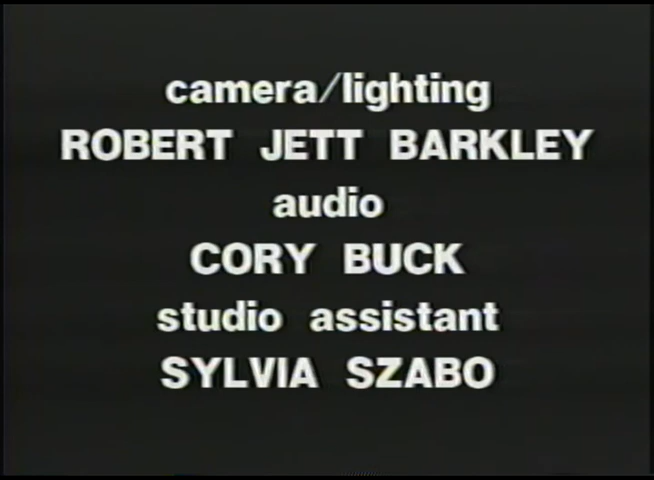 camera/lighting
ROBERT JETT BARKLEY
audio
CORY BUCK
studio assistant
SYLVIA SZABO